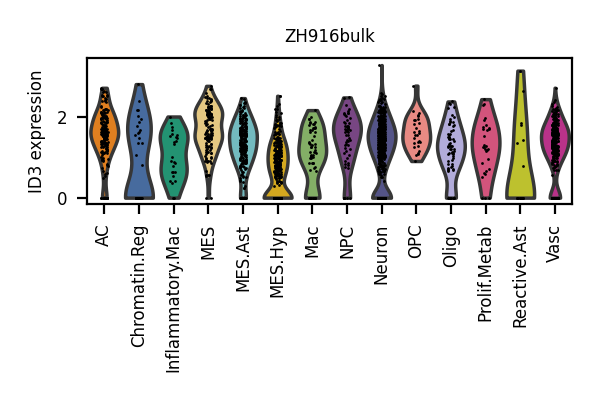 ZH916bulk
ID3 expression
2
0
AC
Chromatin.Reg
Inflammatory.Mac
MES
MES.Ast
MES.Hyp
Mac
NPC
Neuron
OPC
Oligo
Prolif.Metab
Reactive.Ast
Vasc